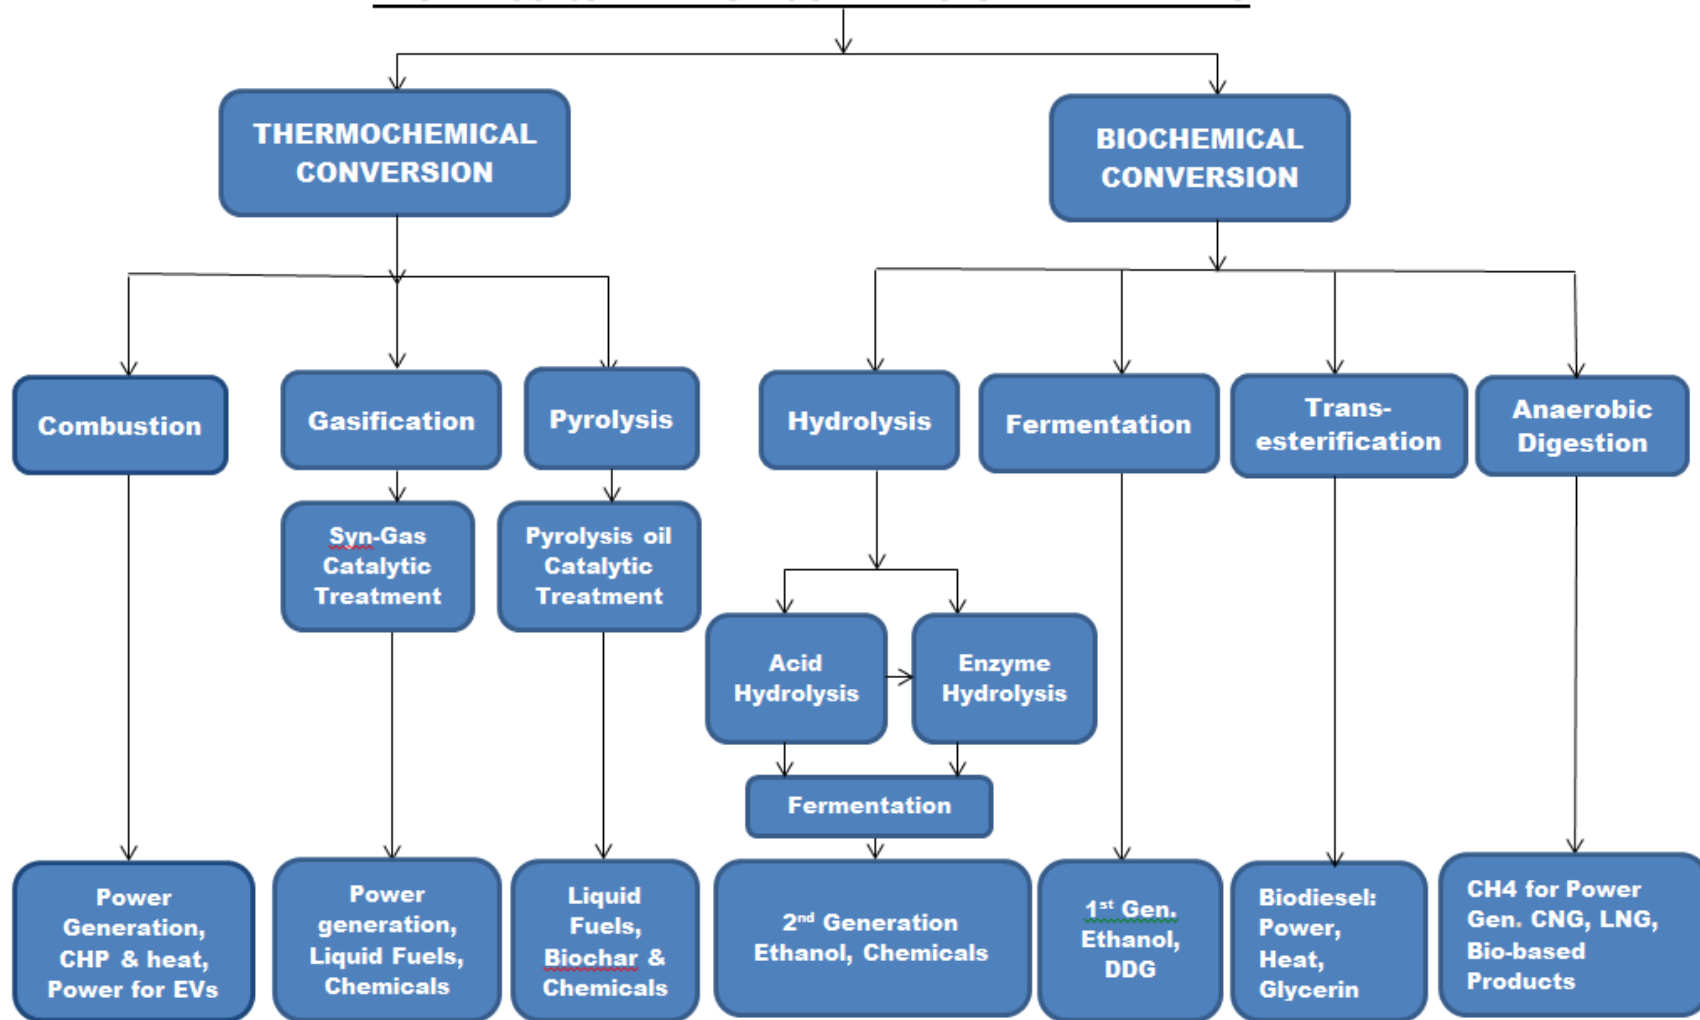 THERMOCHEMICAL
CONVERSION
BIOCHEMICAL
CONVERSION
Combustion
Gasification
Pyrolysis
Hydrolysis
Fermentation
Trans-
esterification
Anaerobic
Digestion
Syn-Gas
Catalytic
Treatment
Pyrolysis oil
Catalytic
Treatment
Acid
Hydrolysis
Enzyme
Hydrolysis
Fermentation
Power
Generation,
CHP & heat,
Power for EVs
Power
generation,
Liquid Fuels,
Chemicals
Liquid
Fuels,
Biochar &
Chemicals
2nd Generation
Ethanol, Chemicals
1st Gen.
Ethanol,
DDG
Biodiesel:
Power,
Heat,
Glycerin
CH4 for Power
Gen. CNG, LNG,
Bio-based
Products